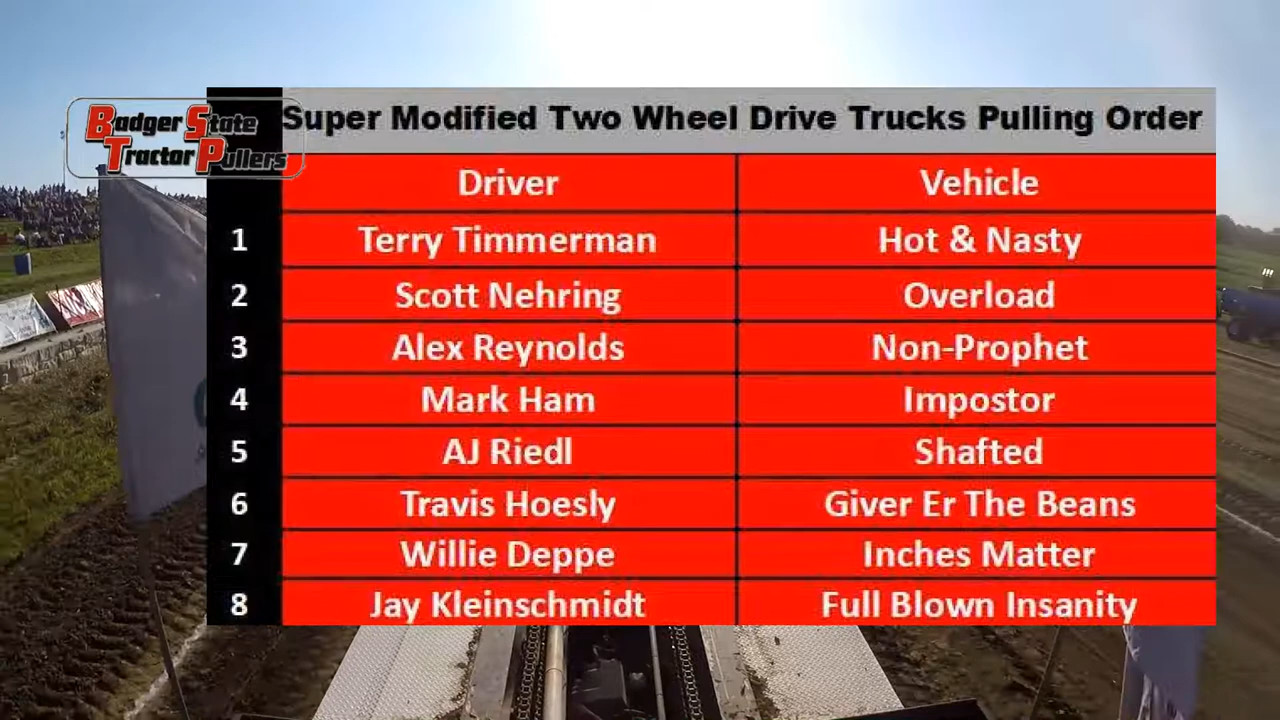 Badger State
Tractor Pullers
Super Modified Two Wheel Drive Trucks Pulling Order
Driver Vehicle
1 Terry Timmerman Hot & Nasty
2 Scott Nehring Overload
3 Alex Reynolds Non-Prophet
4 Mark Ham Impostor
5 AJ Riedl Shafted
6 Travis Hoesly Giver Er The Beans
7 Willie Deppe Inches Matter
8 Jay Kleinschmidt Full Blown Insanity